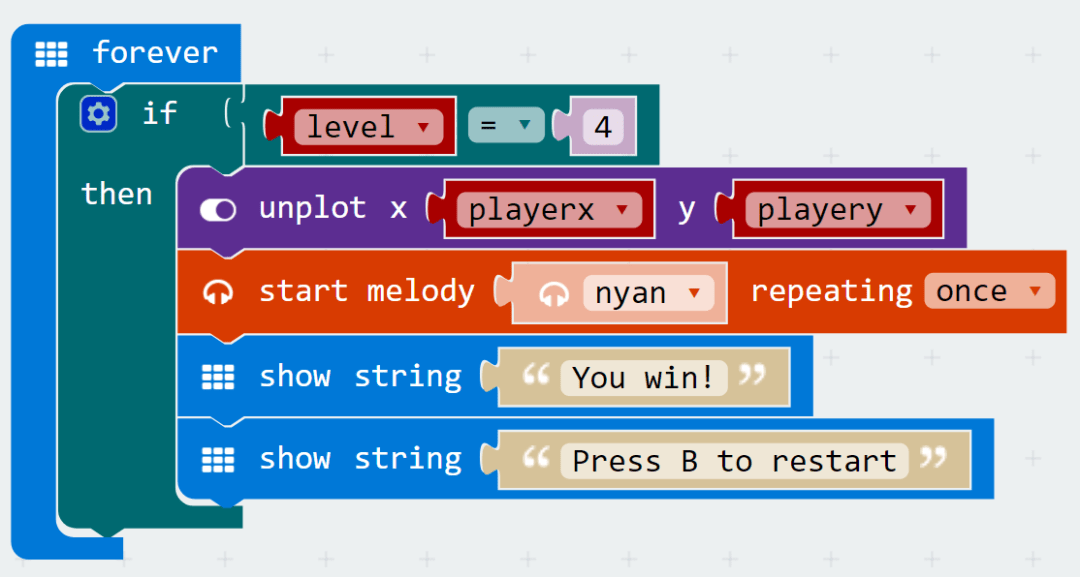 forever
if level = 4
then unplot x playerx y playery
start melody nyan repeating once
show string “ You win! ”
show string “ Press B to restart ”